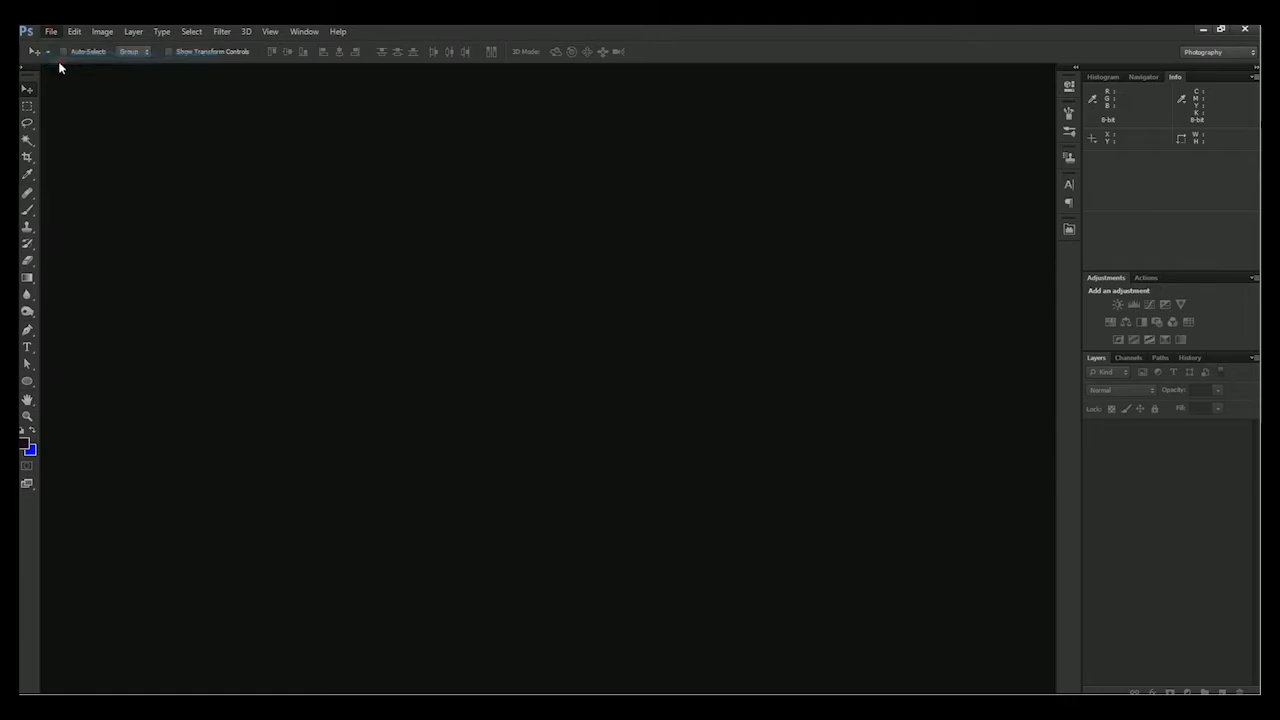 Ps File Edit Image Layer Type Select Filter 3D View Window Help
Auto-Select: Group Show Transform Controls 3D Mode: Photography
Histogram Navigator Info
R: C:
G: M:
B: Y:
K:
8-bit 8-bit
X: W:
Y: H:
Adjustments Actions
Add an adjustment
Layers Channels Paths History
Kind
Normal Opacity:
Lock: Fill: